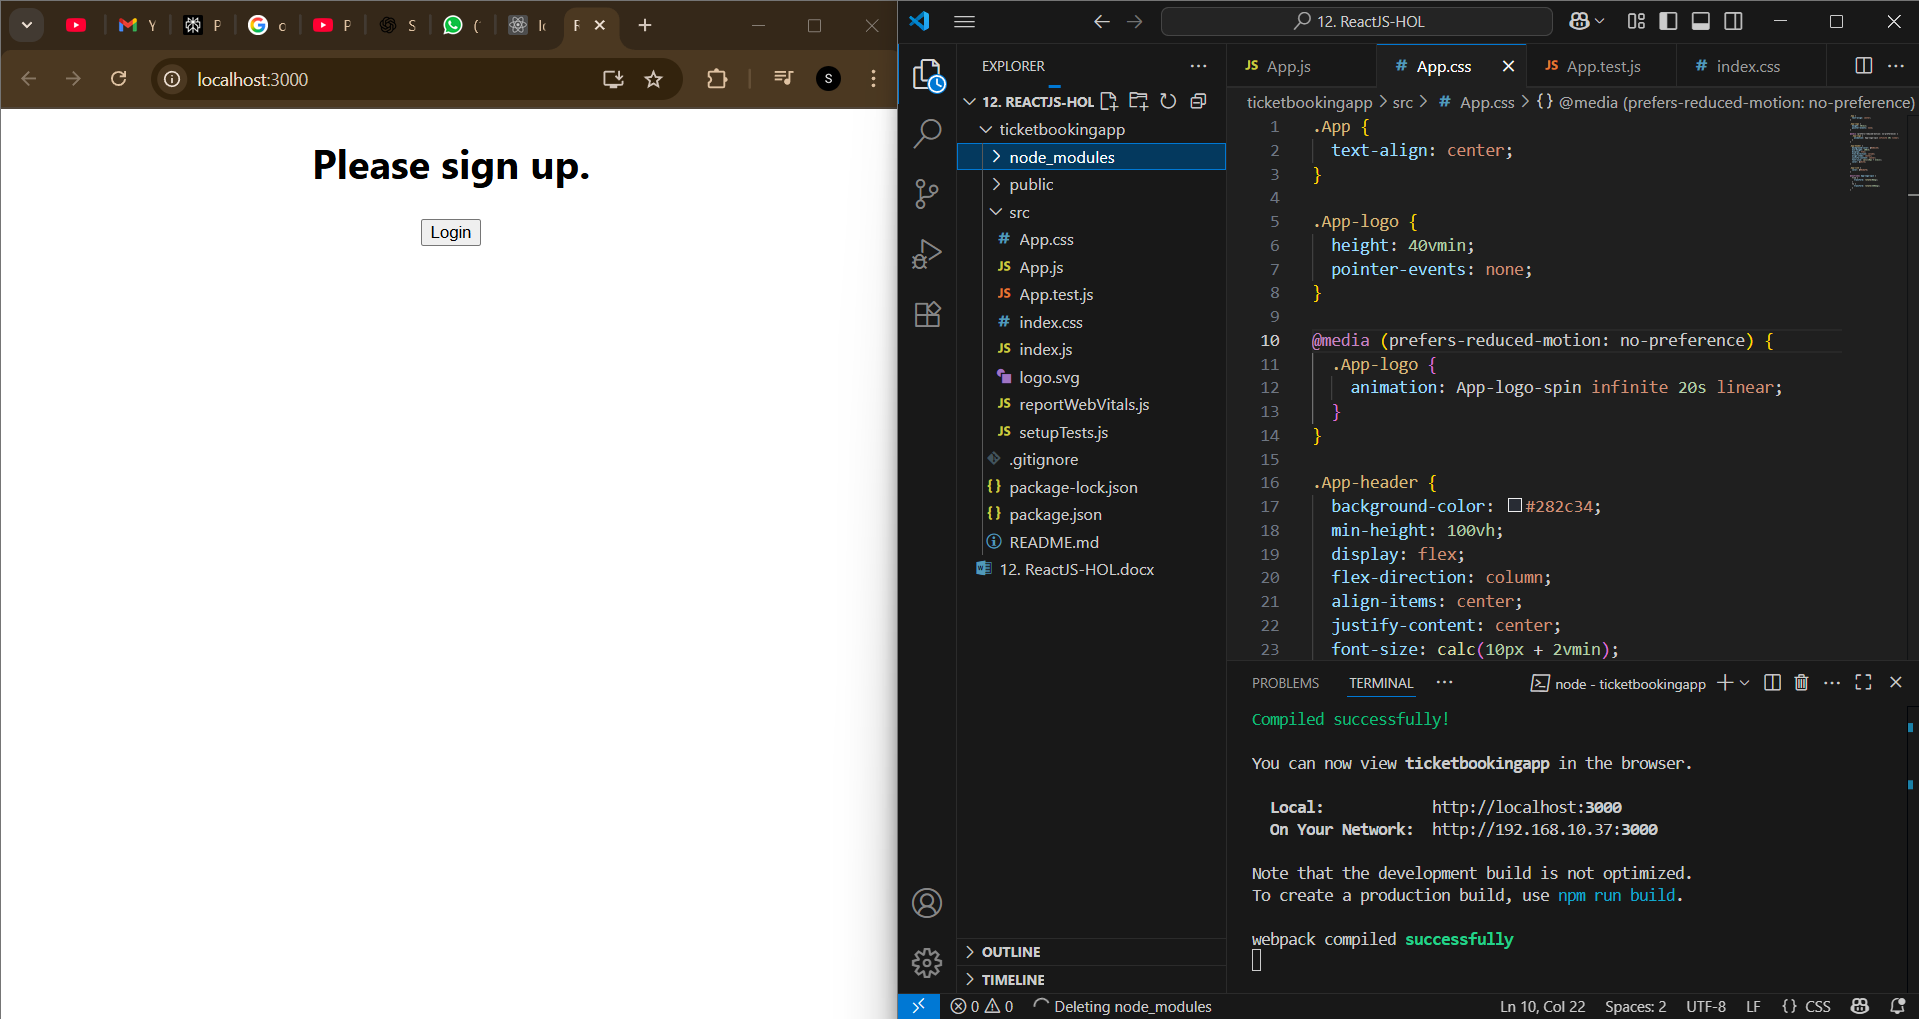 Y
P
o
P
S
(
Ic
F
localhost:3000
S
Please sign up.
Login
12. ReactJS-HOL
EXPLORER
12. REACTJS-HOL
ticketbookingapp
node_modules
public
src
# App.css
JS App.js
JS App.test.js
# index.css
JS index.js
logo.svg
JS reportWebVitals.js
JS setupTests.js
.gitignore
{} package-lock.json
{} package.json
README.md
12. ReactJS-HOL.docx
OUTLINE
TIMELINE
JS App.js
# App.css
JS App.test.js
# index.css
ticketbookingapp > src > # App.css > {} @media (prefers-reduced-motion: no-preference)
1 .App {
2 text-align: center;
3 }
4
5 .App-logo {
6 height: 40vmin;
7 pointer-events: none;
8 }
9
10 @media (prefers-reduced-motion: no-preference) {
11 .App-logo {
12 animation: App-logo-spin infinite 20s linear;
13 }
14 }
15
16 .App-header {
17 background-color: #282c34;
18 min-height: 100vh;
19 display: flex;
20 flex-direction: column;
21 align-items: center;
22 justify-content: center;
23 font-size: calc(10px + 2vmin);
PROBLEMS TERMINAL
node - ticketbookingapp
Compiled successfully!
You can now view ticketbookingapp in the browser.
Local: http://localhost:3000
On Your Network: http://192.168.10.37:3000
Note that the development build is not optimized.
To create a production build, use npm run build.
webpack compiled successfully
0 0 Deleting node_modules
Ln 10, Col 22 Spaces: 2 UTF-8 LF {} CSS